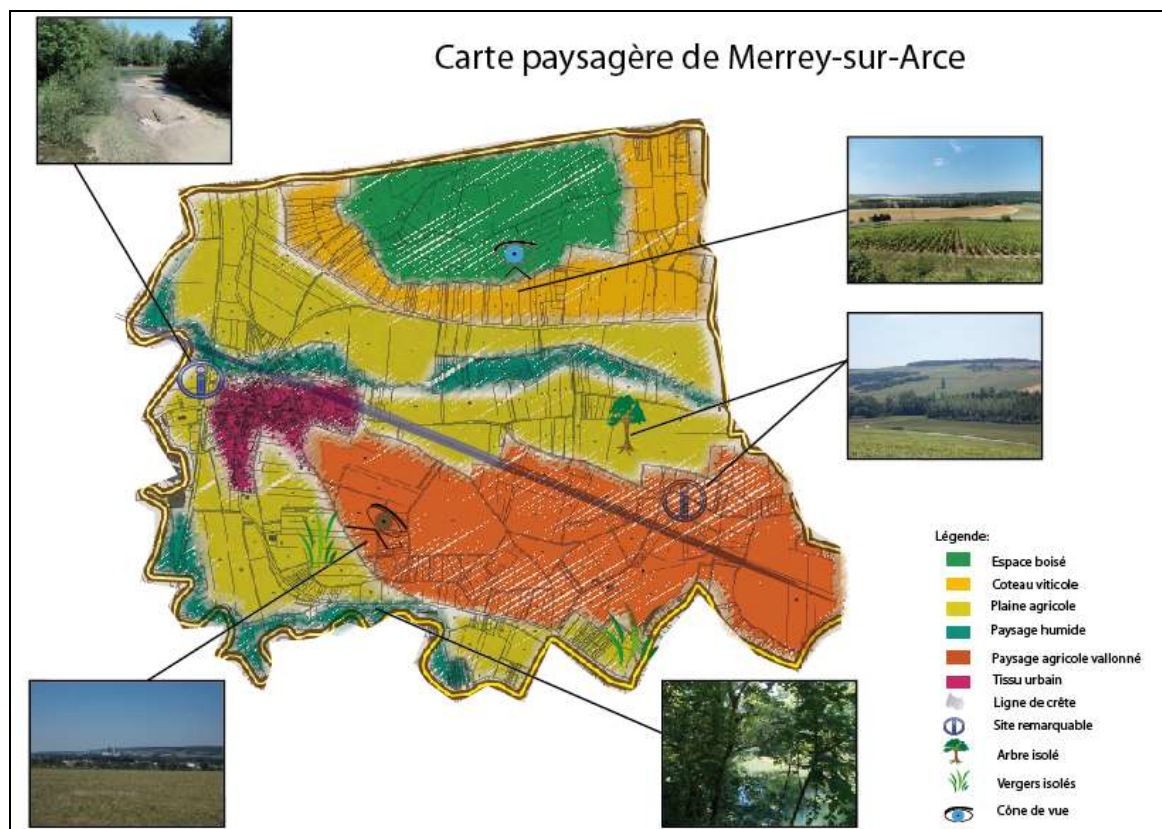 Carte paysagère de Merrey-sur-Arce
Légende:
Espace boisé
Coteau viticole
Plaine agricole
Paysage humide
Paysage agricole vallonné
Tissu urbain
Ligne de crête
Site remarquable
Arbre isolé
Vergers isolés
Cône de vue